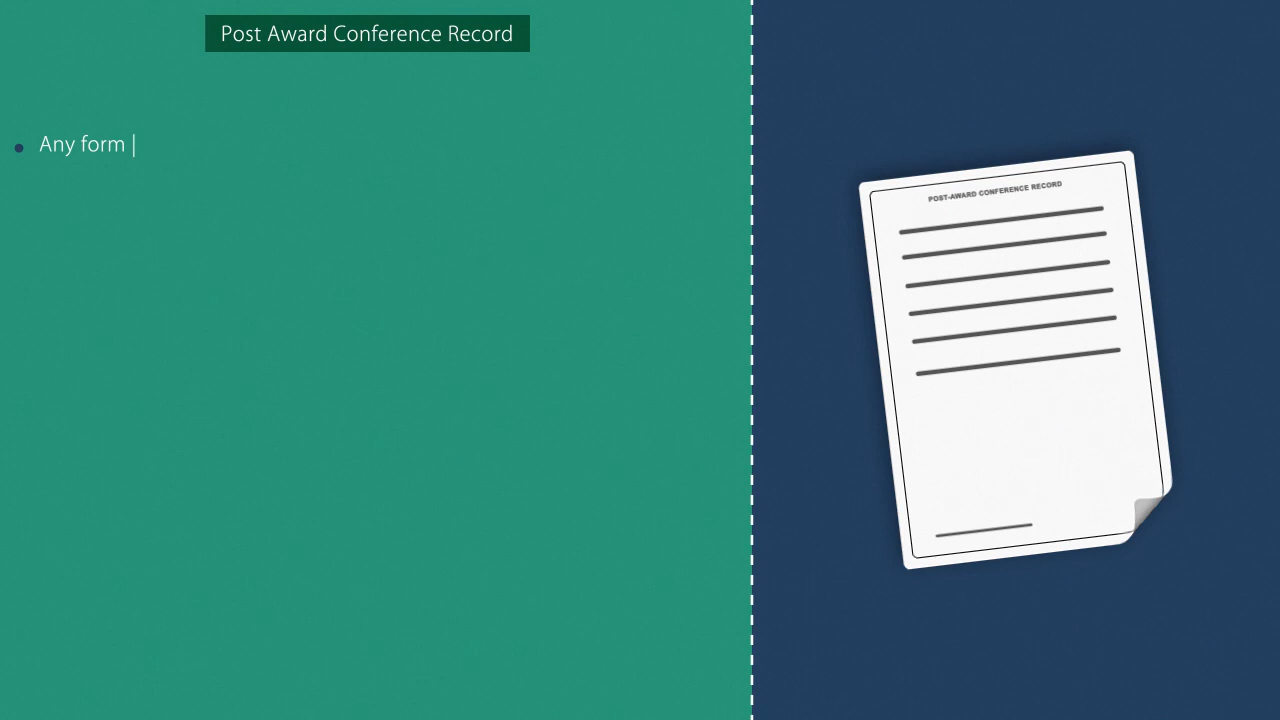 Post Award Conference Record
Any form |
POST-AWARD CONFERENCE RECORD